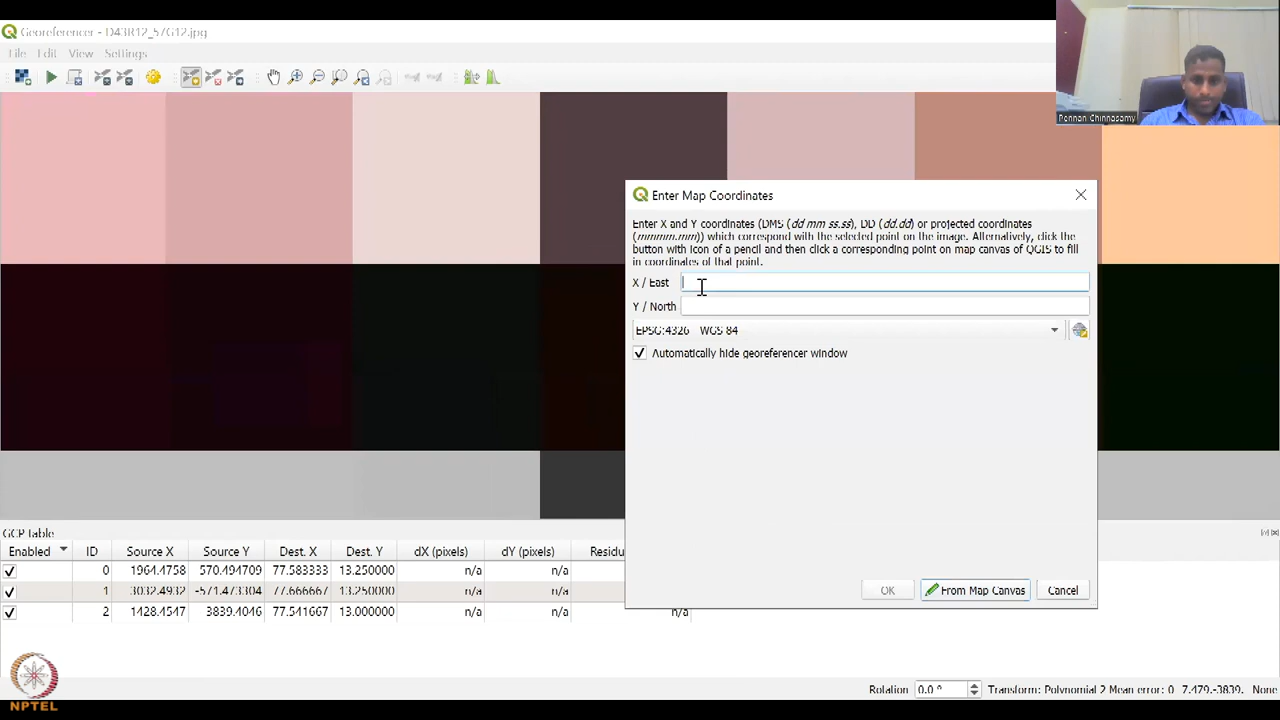 Georeferencer - D43R12_57G12.jpg
File Edit View Settings
Pennan Chinnasamy
Enter Map Coordinates
Enter X and Y coordinates (DMS (dd mm ss.ss), DD (dd.dd) or projected coordinates
(mmmm.mm)) which correspond with the selected point on the image. Alternatively, click the
button with icon of a pencil and then click a corresponding point on map canvas of QGIS to fill
in coordinates of that point.
X / East
Y / North
EPSG:4326 WGS 84
Automatically hide georeferencer window
OK From Map Canvas Cancel
GCP table
Enabled ID Source X Source Y Dest. X Dest. Y dX (pixels) dY (pixels) Residu
0 1964.4758 570.494709 77.583333 13.250000 n/a n/a
1 3032.4932 -571.473304 77.666667 13.250000 n/a n/a n/a
2 1428.4547 3839.4046 77.541667 13.000000 n/a n/a n/a
Rotation 0.0 ° Transform: Polynomial 2 Mean error: 0 7.479,-3839. None
NPTEL